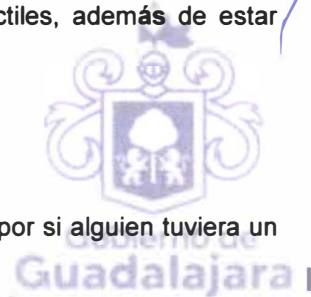 ctiles, además de estar
por si alguien tuviera un
Gobierno de
Guadalajara